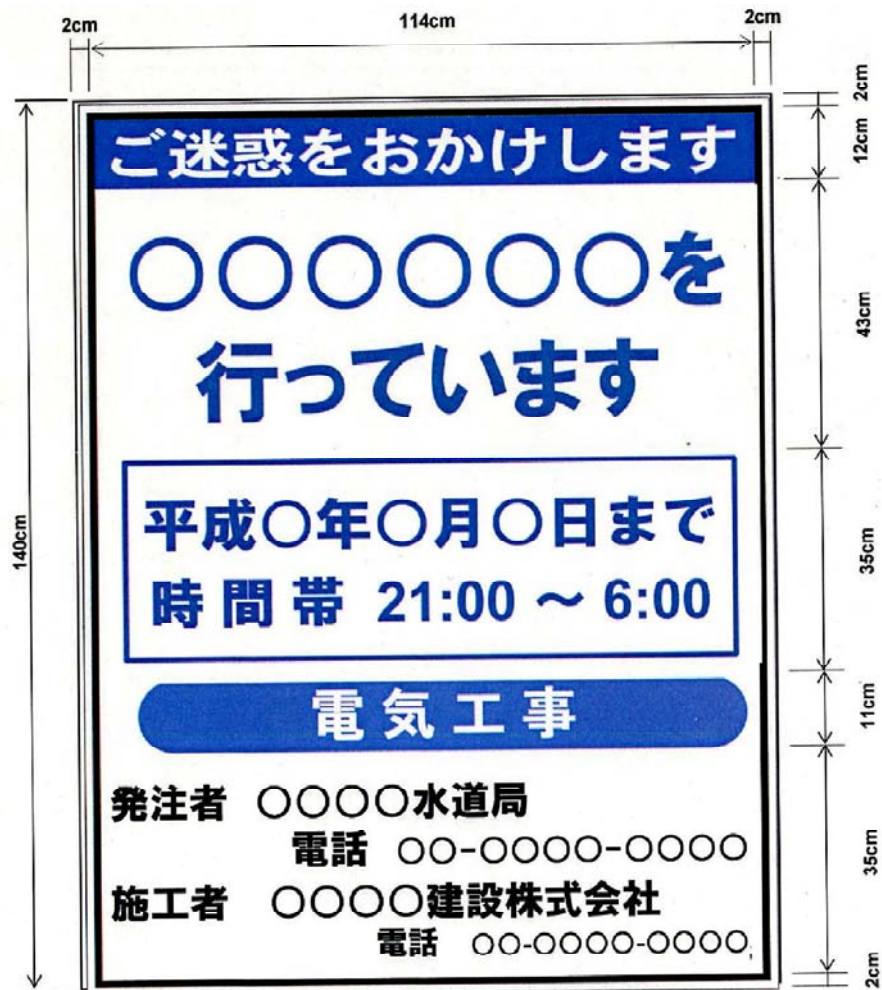 2cm
114cm
2cm
2cm
12cm
43cm
35cm
11cm
35cm
2cm
140cm
ご迷惑をおかけします
〇〇〇〇〇〇を
行っています
平成〇年〇月〇日まで
時間帯 21:00 ～ 6:00
電気工事
発注者 〇〇〇〇水道局
電話 〇〇-〇〇〇〇-〇〇〇〇
施工者 〇〇〇〇建設株式会社
電話 〇〇-〇〇〇〇-〇〇〇〇